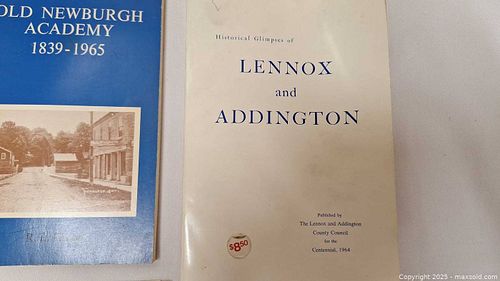 OLD NEWBURGH
ACADEMY
1839-1965
Historical Glimpses of
LENNOX
and
ADDINGTON
Published by
The Lennox and Addington
County Council
for the
Centennial, 1964
$8.50
Copyright © 2025 - maxsold.com